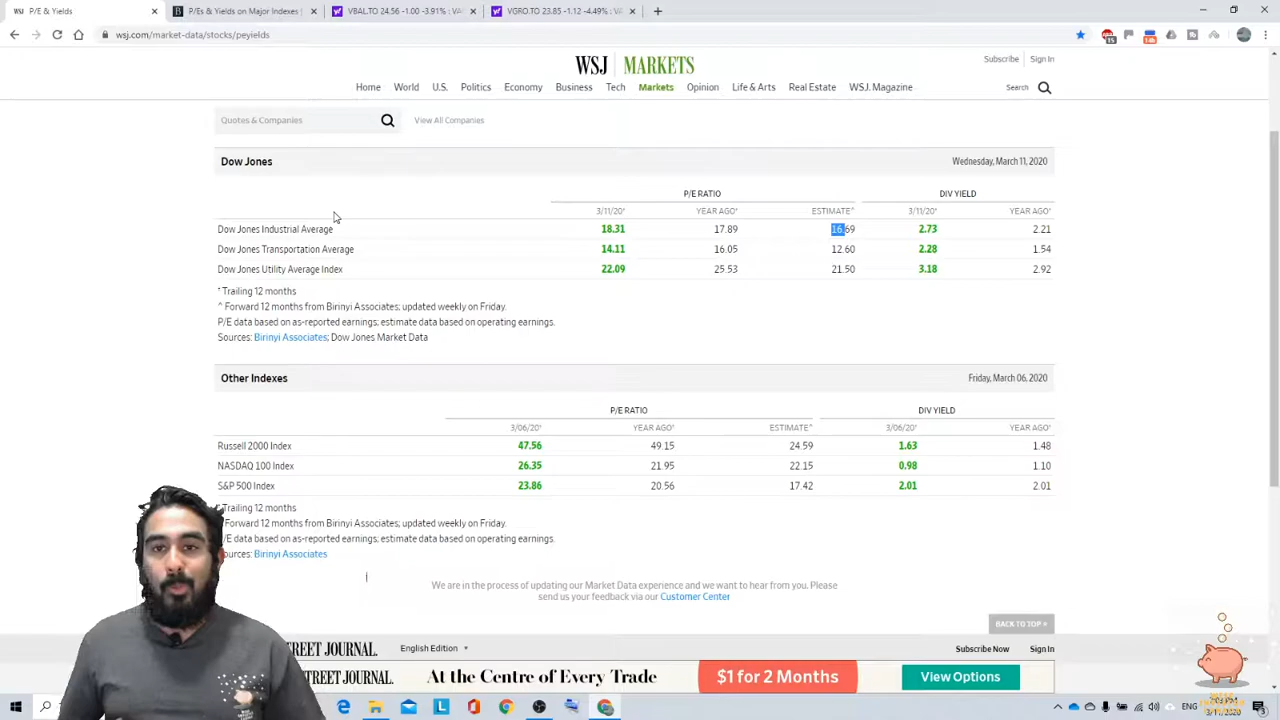 P/E & Yields
P/Es & Yields on Major Indexes |
VBAL.TO 24.56 -1.00 -3.91% : VA
VGRO.TO 23.85 -1.12 -4.49% : V
wsj.com/market-data/stocks/peyields
WSJ MARKETS
Subscribe Sign In
Home World U.S. Politics Economy Business Tech Markets Opinion Life & Arts Real Estate WSJ. Magazine
Search
Quotes & Companies
View All Companies
Dow Jones
Wednesday, March 11, 2020
P/E RATIO DIV YIELD
3/11/20† YEAR AGO† ESTIMATE^ 3/11/20† YEAR AGO†
Dow Jones Industrial Average 18.31 17.89 16.69 2.73 2.21
Dow Jones Transportation Average 14.11 16.05 12.60 2.28 1.54
Dow Jones Utility Average Index 22.09 25.53 21.50 3.18 2.92
† Trailing 12 months
^ Forward 12 months from Birinyi Associates; updated weekly on Friday.
P/E data based on as-reported earnings; estimate data based on operating earnings.
Sources: Birinyi Associates; Dow Jones Market Data
Other Indexes
Friday, March 06, 2020
P/E RATIO DIV YIELD
3/06/20† YEAR AGO† ESTIMATE^ 3/06/20† YEAR AGO†
Russell 2000 Index 47.56 49.15 24.59 1.63 1.48
NASDAQ 100 Index 26.35 21.95 22.15 0.98 1.10
S&P 500 Index 23.86 20.56 17.42 2.01 2.01
Trailing 12 months
Forward 12 months from Birinyi Associates; updated weekly on Friday.
/E data based on as-reported earnings; estimate data based on operating earnings.
ources: Birinyi Associates
We are in the process of updating our Market Data experience and we want to hear from you. Please
send us your feedback via our Customer Center
BACK TO TOP
REET JOURNAL.
English Edition
Subscribe Now Sign In
STREET JOURNAL.
At the Centre of Every Trade
$1 for 2 Months
View Options
ENG
3/11/2020